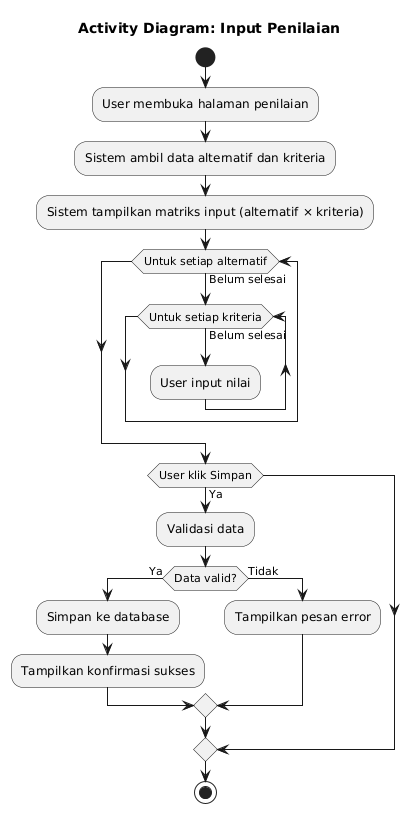 Activity Diagram: Input Penilaian
User membuka halaman penilaian
Sistem ambil data alternatif dan kriteria
Sistem tampilkan matriks input (alternatif × kriteria)
Untuk setiap alternatif
Belum selesai
Untuk setiap kriteria
Belum selesai
User input nilai
User klik Simpan
Ya
Validasi data
Ya
Data valid?
Tidak
Simpan ke database
Tampilkan pesan error
Tampilkan konfirmasi sukses